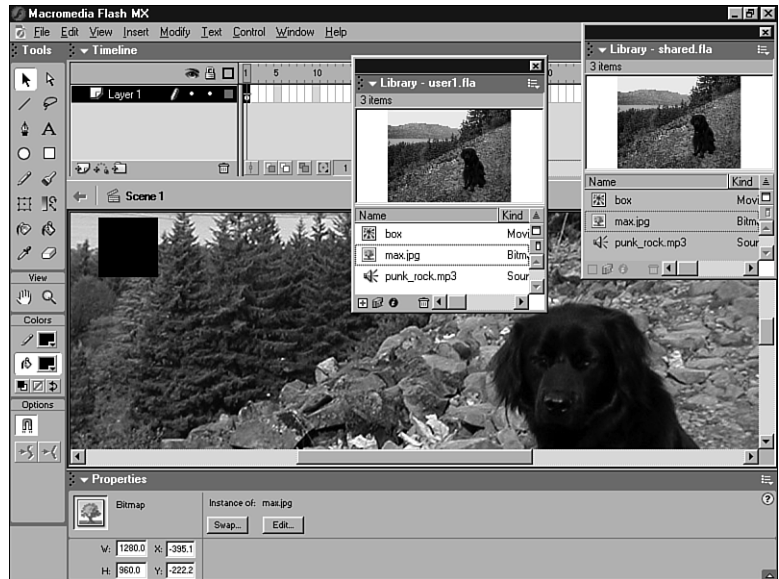 Macromedia Flash MX
File Edit View Insert Modify Text Control Window Help
Tools
Timeline
1 5 10
Layer 1
1
Scene 1
Library - user1.fla
3 items
Name Kind
box Movi
max.jpg Bitm
punk_rock.mp3 Sour
Library - shared.fla
3 items
Name Kind
box Movi
max.jpg Bitm
punk_rock.mp3 Sour
A
View
Colors
Options
Properties
Bitmap
Instance of: max.jpg
Swap... Edit...
W: 1280.0 X: -395.1
H: 960.0 Y: -222.2